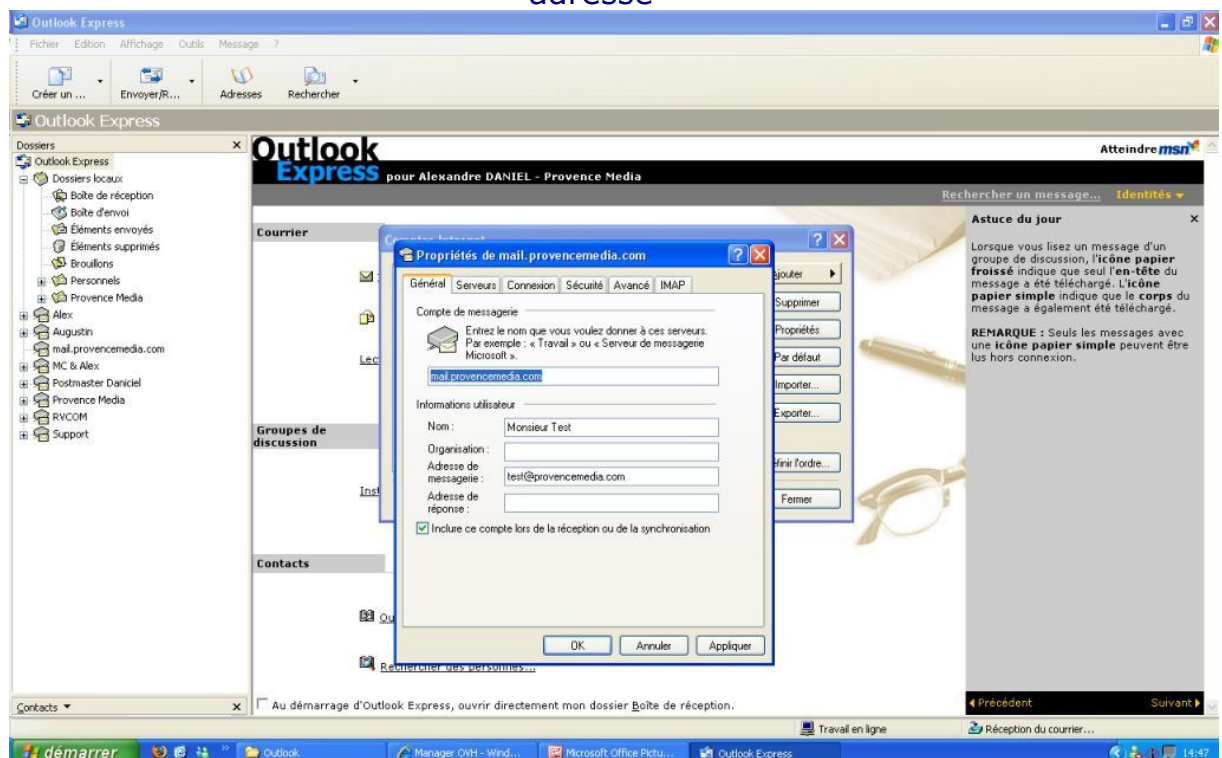 adresse
Outlook Express
Fichier Edition Affichage Outils Message ?
Créer un ... Envoyer/R... Adresses Rechercher
Outlook Express
Dossiers
Outlook Express
Dossiers locaux
Boîte de réception
Boîte d'envoi
Éléments envoyés
Éléments supprimés
Brouillons
Personnels
Provence Media
Alex
Augustin
mail.provencemedia.com
MC & Alex
Postmaster Daniciel
Provence Media
RVCOM
Support
Contacts
Outlook
Express pour Alexandre DANIEL - Provence Media
Atteindre msn
Rechercher un message... Identités
Courrier
Lec
Groupes de
discussion
Inst
Contacts
Ou
Rechercher des personnes...
Au démarrage d'Outlook Express, ouvrir directement mon dossier Boîte de réception.
Comptes Internet
Ajouter
Supprimer
Propriétés
Par défaut
Importer...
Exporter...
éfinir l'ordre...
Fermer
Propriétés de mail.provencemedia.com
Général Serveurs Connexion Sécurité Avancé IMAP
Compte de messagerie
Entrez le nom que vous voulez donner à ces serveurs.
Par exemple : « Travail » ou « Serveur de messagerie
Microsoft ».
mail.provencemedia.com
Informations utilisateur
Nom : Monsieur Test
Organisation :
Adresse de
messagerie : test@provencemedia.com
Adresse de
réponse :
Inclure ce compte lors de la réception ou de la synchronisation
OK Annuler Appliquer
Astuce du jour
Lorsque vous lisez un message d'un
groupe de discussion, l'icône papier
froissé indique que seul l'en-tête du
message a été téléchargé. L'icône
papier simple indique que le corps du
message a également été téléchargé.
REMARQUE : Seuls les messages avec
une icône papier simple peuvent être
lus hors connexion.
Précédent Suivant
Travail en ligne Réception du courrier...
démarrer Outlook Manager OVH - Wind... Microsoft Office Pictu... Outlook Express 14:47